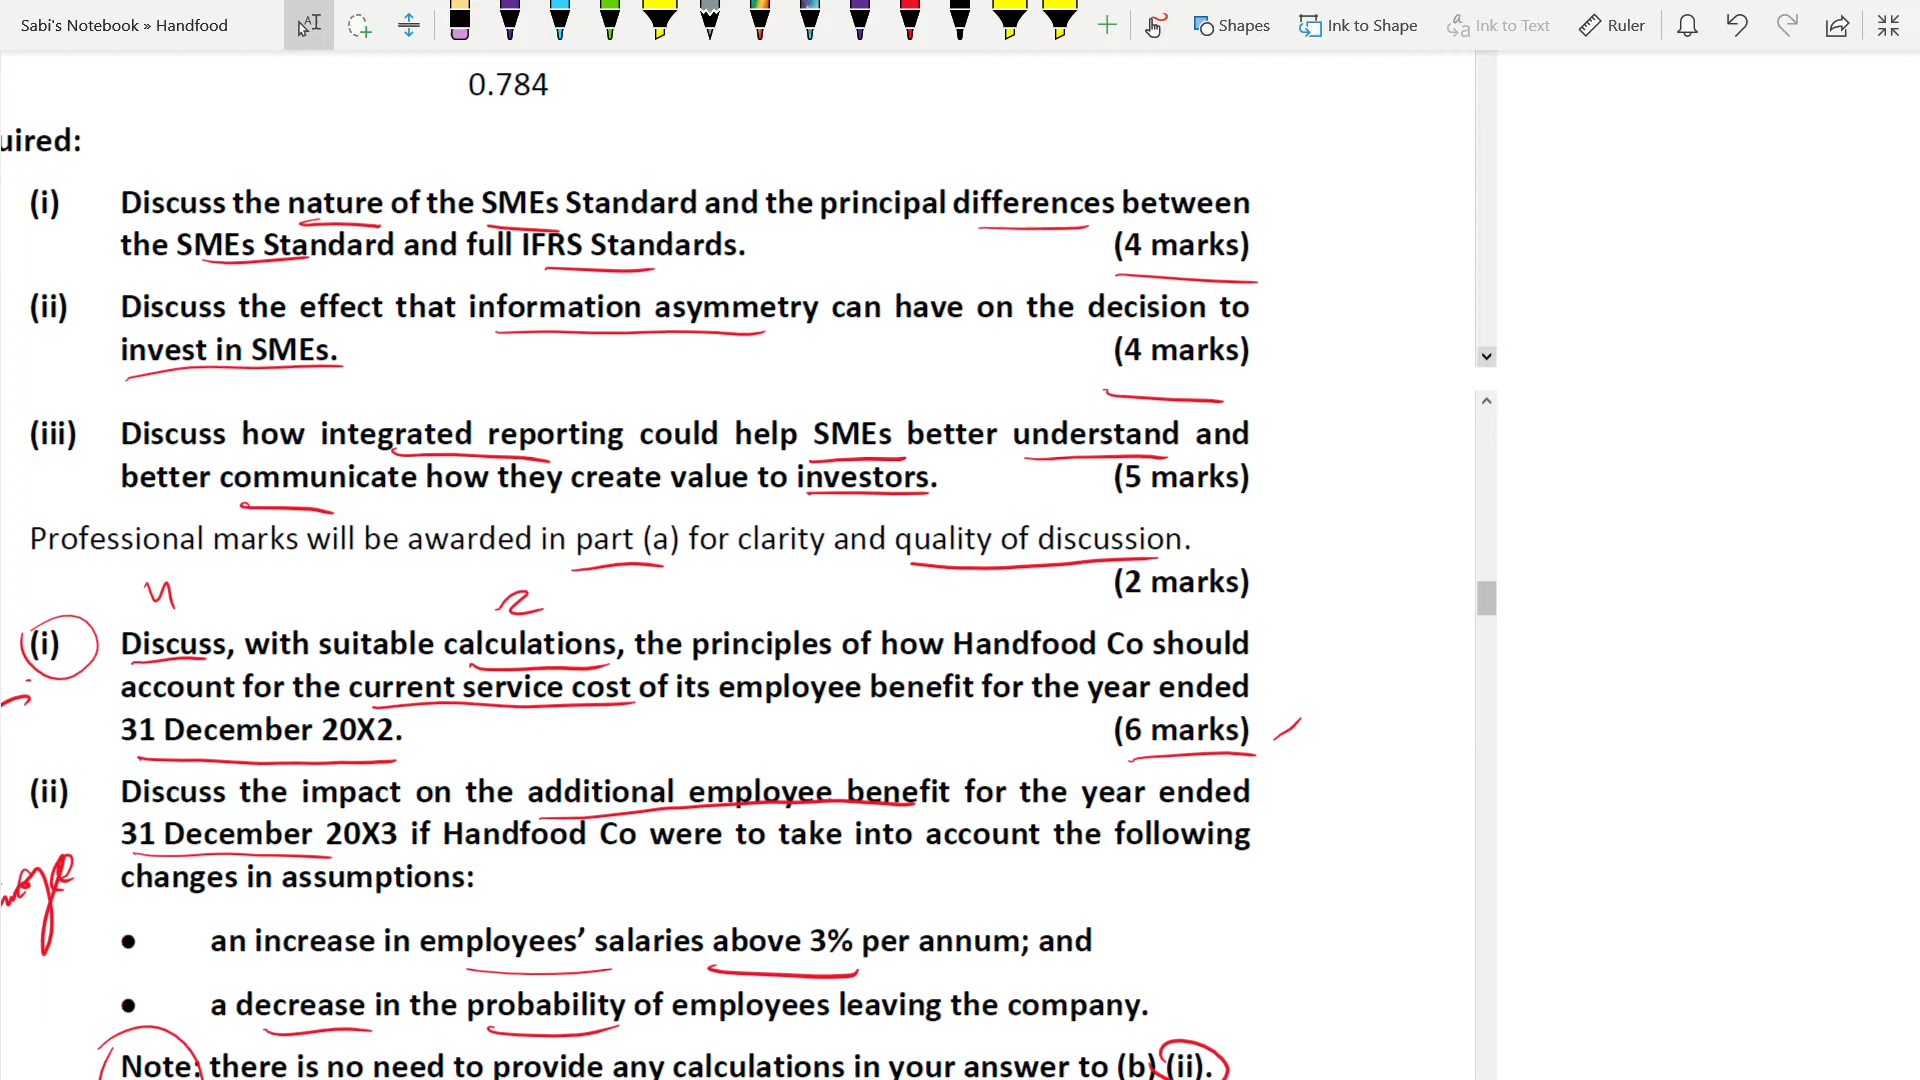 Sabi's Notebook » Handfood
Shapes
Ink to Shape
Ink to Text
Ruler
0.784
uired:
(i) Discuss the nature of the SMEs Standard and the principal differences between
the SMEs Standard and full IFRS Standards. (4 marks)
(ii) Discuss the effect that information asymmetry can have on the decision to
invest in SMEs. (4 marks)
(iii) Discuss how integrated reporting could help SMEs better understand and
better communicate how they create value to investors. (5 marks)
Professional marks will be awarded in part (a) for clarity and quality of discussion.
(2 marks)
4 2
(i) Discuss, with suitable calculations, the principles of how Handfood Co should
account for the current service cost of its employee benefit for the year ended
31 December 20X2. (6 marks)
(ii) Discuss the impact on the additional employee benefit for the year ended
31 December 20X3 if Handfood Co were to take into account the following
changes in assumptions:
• an increase in employees’ salaries above 3% per annum; and
• a decrease in the probability of employees leaving the company.
Note: there is no need to provide any calculations in your answer to (b) (ii).